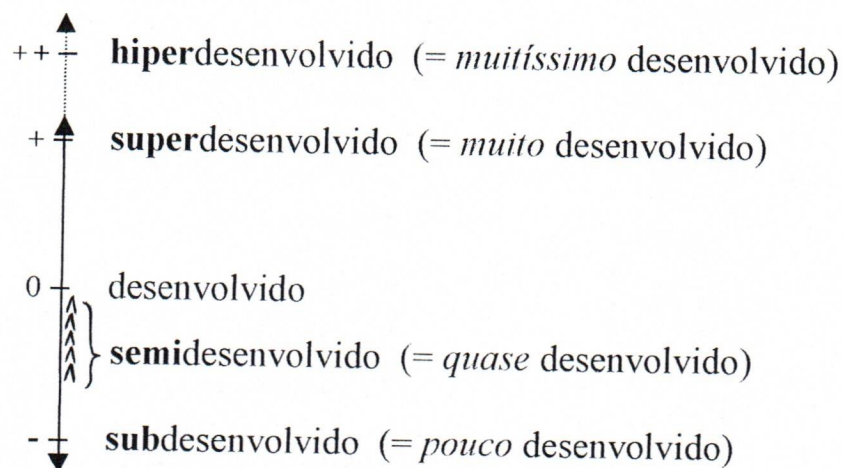 ++ hiperdesenvolvido (= muitíssimo desenvolvido)
+ superdesenvolvido (= muito desenvolvido)
0 desenvolvido
semidesenvolvido (= quase desenvolvido)
- subdesenvolvido (= pouco desenvolvido)